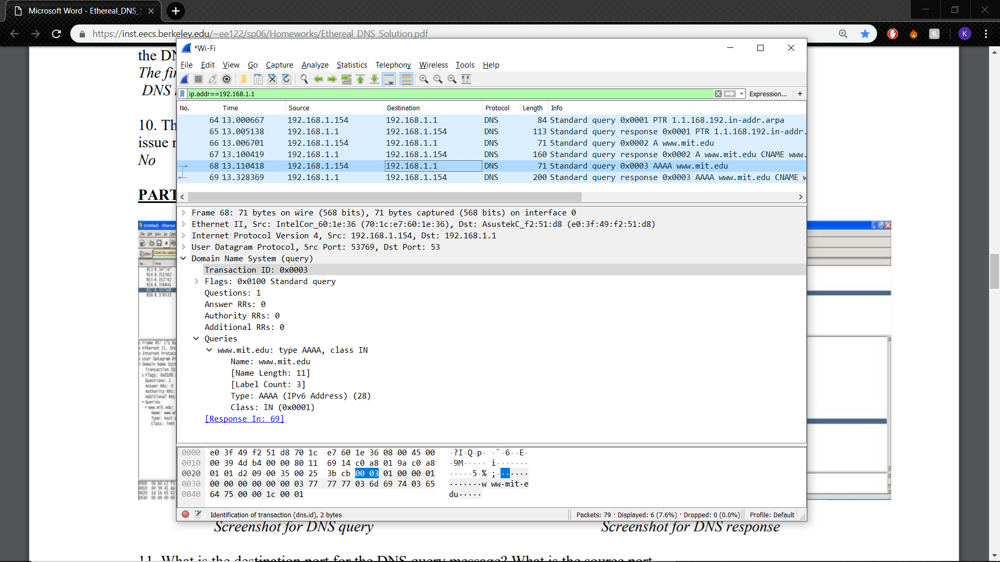 Microsoft Word - Ethereal_DNS_S
https://inst.eecs.berkeley.edu/~ee122/sp06/Homeworks/Ethereal_DNS_Solution.pdf
K
the DN
The fi
DNS
10. Th
issue
No
PART
*Wi-Fi
File Edit View Go Capture Analyze Statistics Telephony Wireless Tools Help
ip.addr==192.168.1.1
Expression... +
No. Time Source Destination Protocol Length Info
64 13.000667 192.168.1.154 192.168.1.1 DNS 84 Standard query 0x0001 PTR 1.1.168.192.in-addr.arpa
65 13.005138 192.168.1.1 192.168.1.154 DNS 113 Standard query response 0x0001 PTR 1.1.168.192.in-addr.
66 13.006701 192.168.1.154 192.168.1.1 DNS 71 Standard query 0x0002 A www.mit.edu
67 13.100419 192.168.1.1 192.168.1.154 DNS 160 Standard query response 0x0002 A www.mit.edu CNAME www.
68 13.110418 192.168.1.154 192.168.1.1 DNS 71 Standard query 0x0003 AAAA www.mit.edu
69 13.328369 192.168.1.1 192.168.1.154 DNS 200 Standard query response 0x0003 AAAA www.mit.edu CNAME w
Frame 68: 71 bytes on wire (568 bits), 71 bytes captured (568 bits) on interface 0
Ethernet II, Src: IntelCor_60:1e:36 (70:1c:e7:60:1e:36), Dst: AsustekC_f2:51:d8 (e0:3f:49:f2:51:d8)
Internet Protocol Version 4, Src: 192.168.1.154, Dst: 192.168.1.1
User Datagram Protocol, Src Port: 53769, Dst Port: 53
Domain Name System (query)
Transaction ID: 0x0003
Flags: 0x0100 Standard query
Questions: 1
Answer RRs: 0
Authority RRs: 0
Additional RRs: 0
Queries
www.mit.edu: type AAAA, class IN
Name: www.mit.edu
[Name Length: 11]
[Label Count: 3]
Type: AAAA (IPv6 Address) (28)
Class: IN (0x0001)
[Response In: 69]
0000 e0 3f 49 f2 51 d8 70 1c e7 60 1e 36 08 00 45 00 ·?I·Q·p· ·`·6··E·
0010 00 39 4d b4 00 00 80 11 69 14 c0 a8 01 9a c0 a8 ·9M····· i·······
0020 01 01 d2 09 00 35 00 25 3b cb 00 03 01 00 00 01 ·····5·% ;·······
0030 00 00 00 00 00 00 03 77 77 77 03 6d 69 74 03 65 ·······w ww·mit·e
0040 64 75 00 00 1c 00 01 du·····
Identification of transaction (dns.id), 2 bytes
Packets: 79 · Displayed: 6 (7.6%) · Dropped: 0 (0.0%)
Profile: Default
Screenshot for DNS query
Screenshot for DNS response
11. What is the destination port for the DNS query message? What is the source port